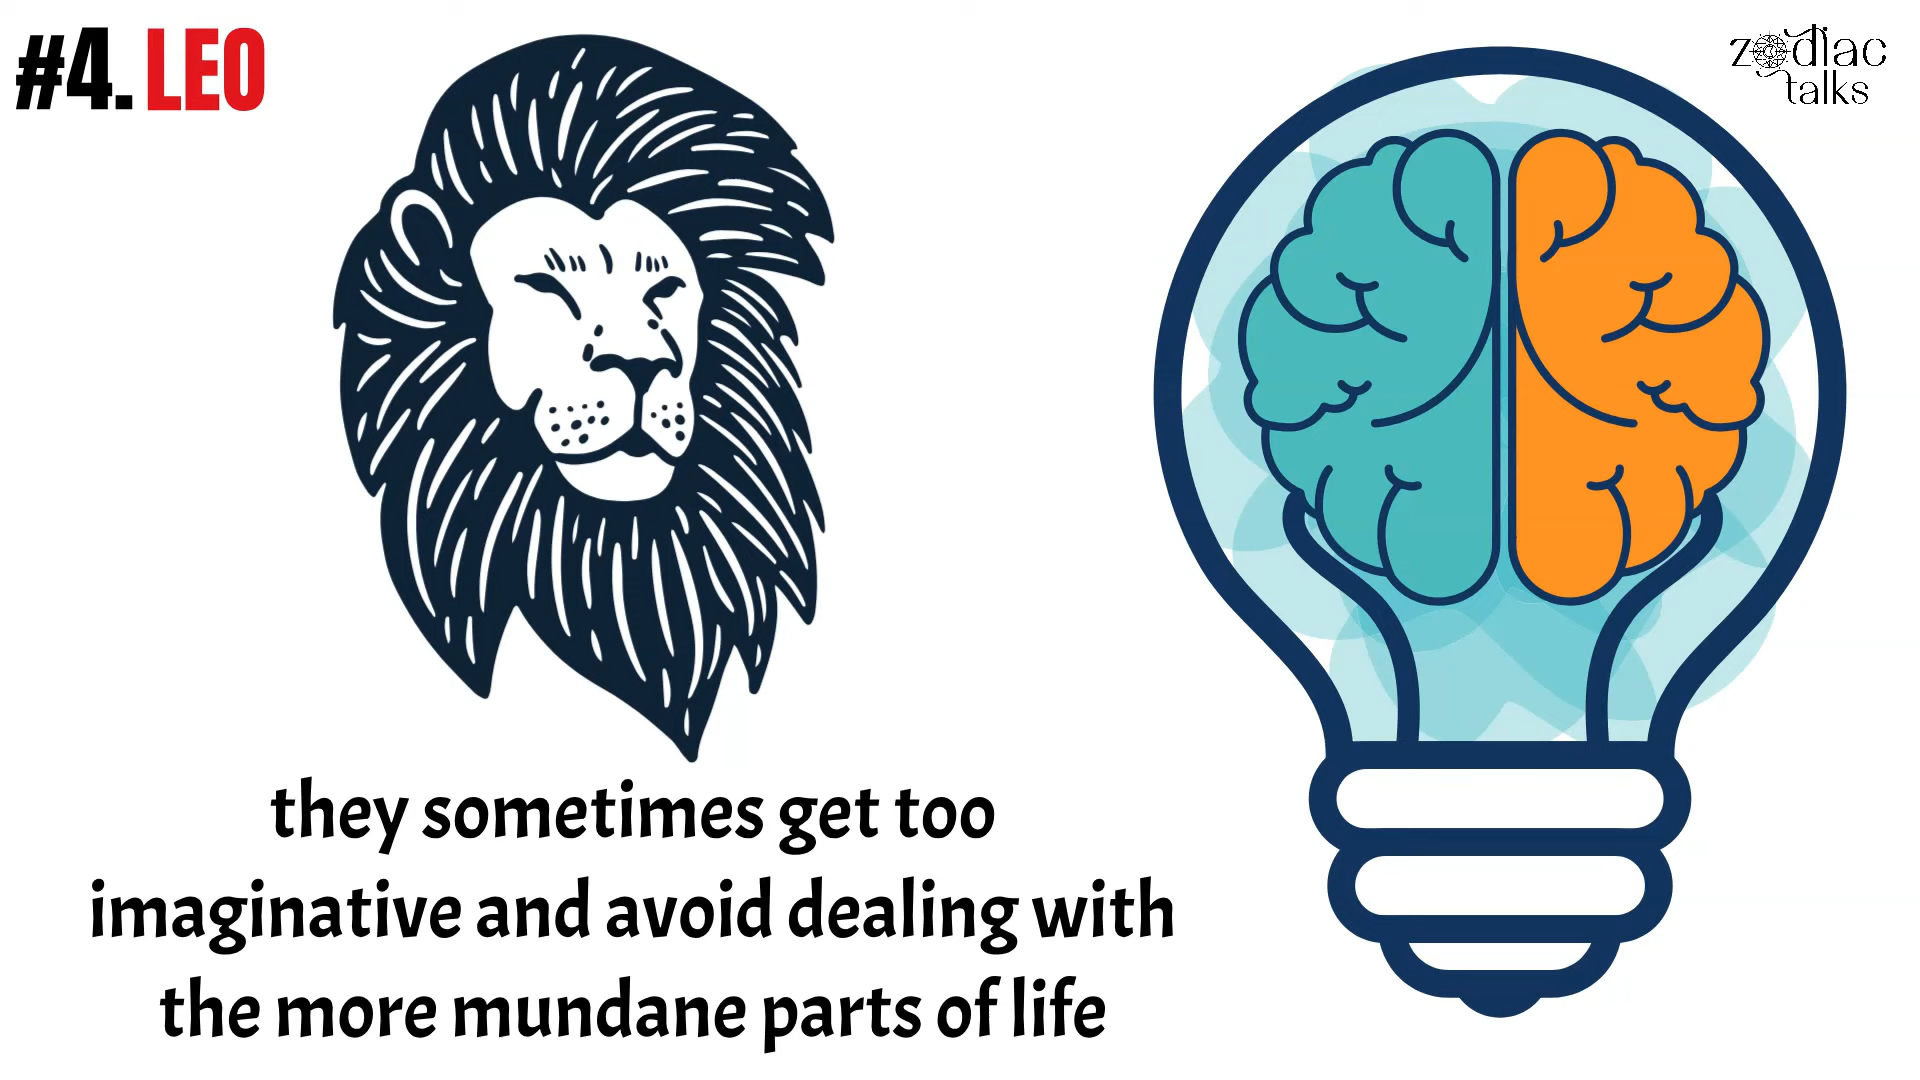 #4. LEO
zodiac
talks
they sometimes get too
imaginative and avoid dealing with
the more mundane parts of life